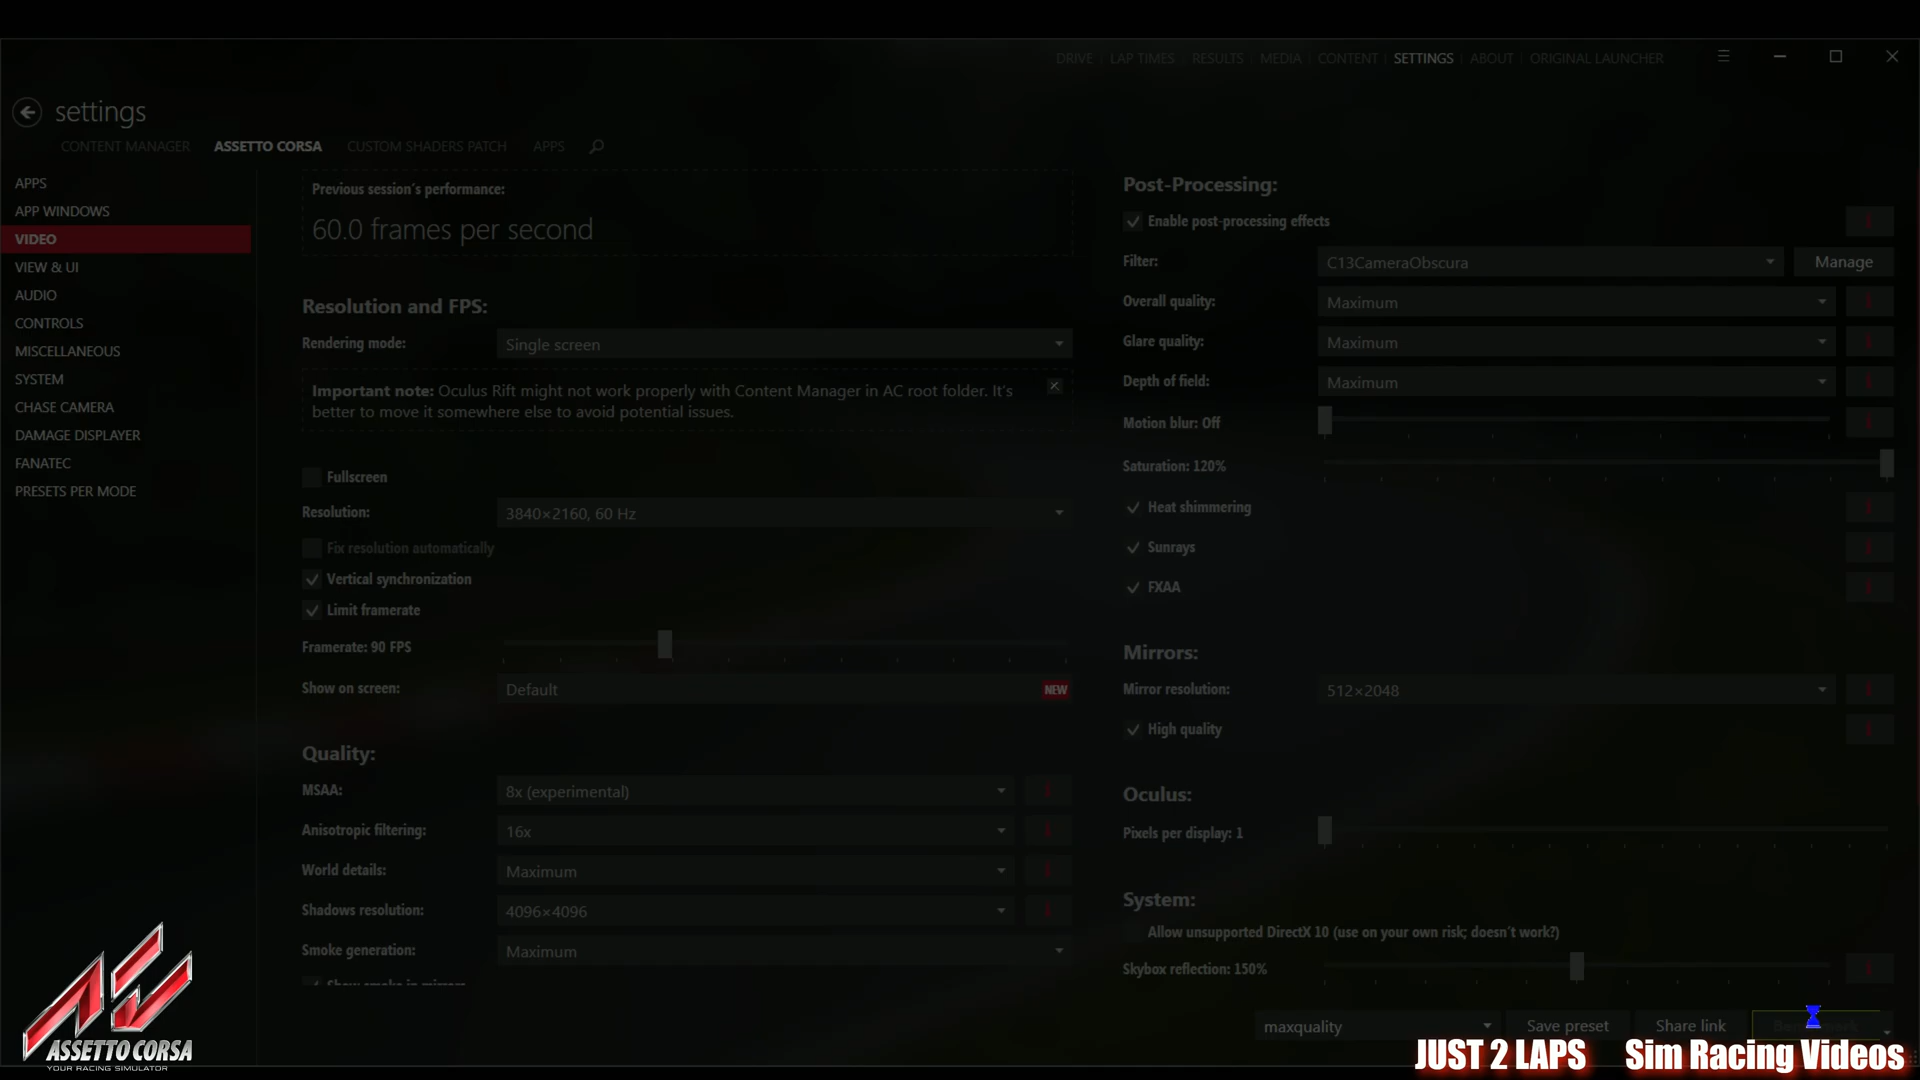 DRIVE LAP TIMES RESULTS MEDIA CONTENT SETTINGS ABOUT ORIGINAL LAUNCHER
settings
CONTENT MANAGER ASSETTO CORSA CUSTOM SHADERS PATCH APPS
APPS
APP WINDOWS
VIDEO
VIEW & UI
AUDIO
CONTROLS
MISCELLANEOUS
SYSTEM
CHASE CAMERA
DAMAGE DISPLAYER
FANATEC
PRESETS PER MODE
Previous session's performance:
60.0 frames per second
Resolution and FPS:
Rendering mode: Single screen
Important note: Oculus Rift might not work properly with Content Manager in AC root folder. It's
better to move it somewhere else to avoid potential issues.
Fullscreen
Resolution: 3840×2160, 60 Hz
Fix resolution automatically
Vertical synchronization
Limit framerate
Framerate: 90 FPS
Show on screen: Default NEW
Quality:
MSAA: 8x (experimental)
Anisotropic filtering: 16x
World details: Maximum
Shadows resolution: 4096×4096
Smoke generation: Maximum
Show smoke in mirrors
Post-Processing:
Enable post-processing effects
Filter: C13CameraObscura Manage
Overall quality: Maximum
Glare quality: Maximum
Depth of field: Maximum
Motion blur: Off
Saturation: 120%
Heat shimmering
Sunrays
FXAA
Mirrors:
Mirror resolution: 512×2048
High quality
Oculus:
Pixels per display: 1
System:
Allow unsupported DirectX 10 (use on your own risk; doesn't work?)
Skybox reflection: 150%
maxquality Save preset Share link
ASSETTO CORSA
YOUR RACING SIMULATOR
JUST 2 LAPS Sim Racing Videos